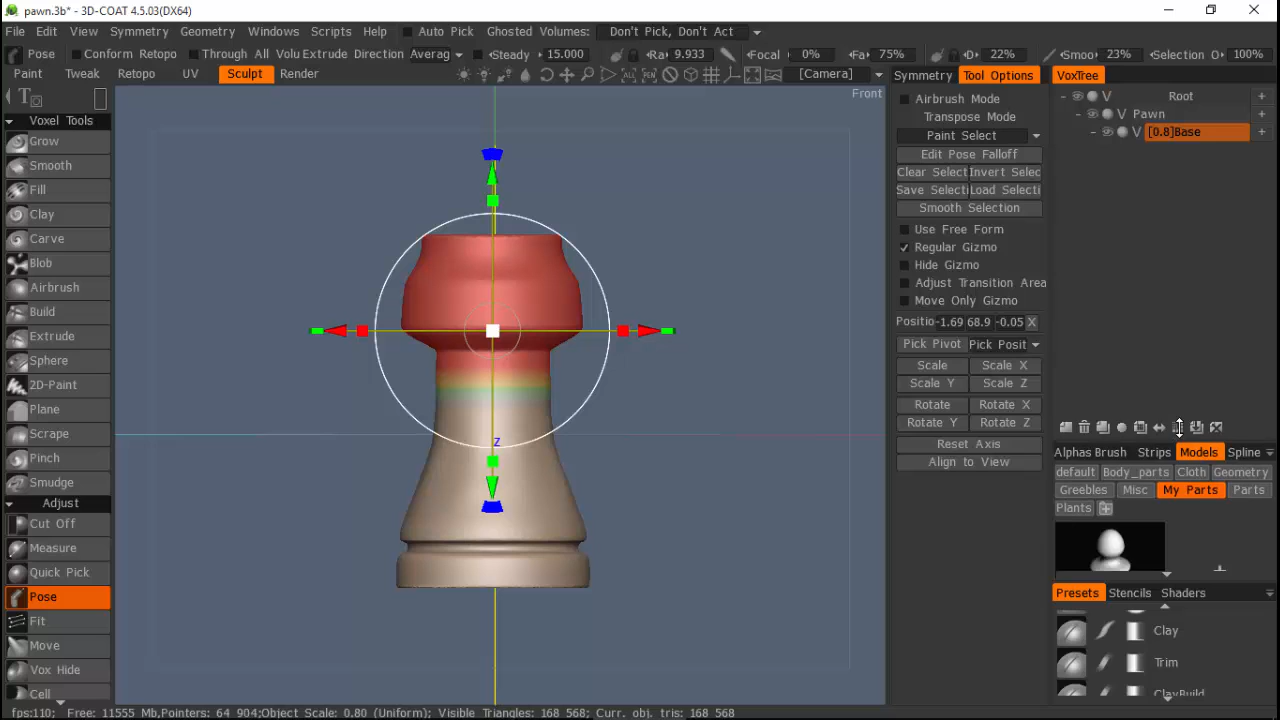 pawn.3b* - 3D-COAT 4.5.03(DX64)
File Edit View Symmetry Geometry Windows Scripts Help Auto Pick Ghosted Volumes: Don't Pick, Don't Act
Pose Conform Retopo Through All Volu Extrude Direction Averag Steady 15.000 Ra 9.933 Focal 0% Fa 75% D 22% Smoo 23% Selection O 100%
Paint Tweak Retopo UV Sculpt Render [Camera] Symmetry Tool Options VoxTree
Front
Voxel Tools
Grow
Smooth
Fill
Clay
Carve
Blob
Airbrush
Build
Extrude
Sphere
2D-Paint
Plane
Scrape
Pinch
Smudge
Adjust
Cut Off
Measure
Quick Pick
Pose
Fit
Move
Vox Hide
Cell
z
Airbrush Mode
Transpose Mode
Paint Select
Edit Pose Falloff
Clear Selecti Invert Selec
Save Selecti Load Selecti
Smooth Selection
Use Free Form
Regular Gizmo
Hide Gizmo
Adjust Transition Area
Move Only Gizmo
Positio -1.69 68.9 -0.05 X
Pick Pivot Pick Posit
Scale Scale X
Scale Y Scale Z
Rotate Rotate X
Rotate Y Rotate Z
Reset Axis
Align to View
V Root +
V Pawn +
V [0.8]Base +
Alphas Brush Strips Models Spline
default Body_parts Cloth Geometry
Greebles Misc My Parts Parts
Plants
Presets Stencils Shaders
Clay
Trim
ClayBuild
fps:110; Free: 11555 Mb,Pointers: 64 904;Object Scale: 0.80 (Uniform); Visible Triangles: 168 568; Curr. obj. tris: 168 568